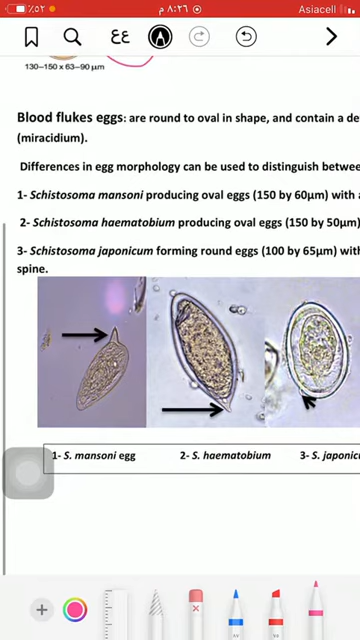 ٪٥٢ ٨:٢٦ م Asiacell
ع ع
130–150 x 63–90 µm
Blood flukes eggs: are round to oval in shape, and contain a de
(miracidium).
Differences in egg morphology can be used to distinguish betwee
1- Schistosoma mansoni producing oval eggs (150 by 60µm) with a
2- Schistosoma haematobium producing oval eggs (150 by 50µm)
3- Schistosoma japonicum forming round eggs (100 by 65µm) with
spine.
1- S. mansoni egg 2- S. haematobium 3- S. japonicu